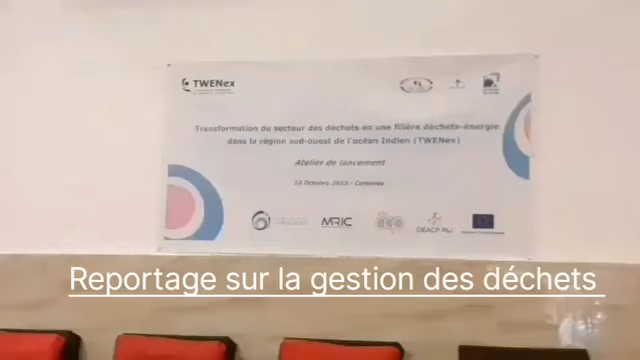 TWENex
Transformation du secteur des déchets en une filière déchets-énergie
dans la région sud-ouest de l'océan Indien (TWENex)
Atelier de lancement
10 Octobre 2023 - Comores
MRIC
OEACP R&I
Reportage sur la gestion des déchets